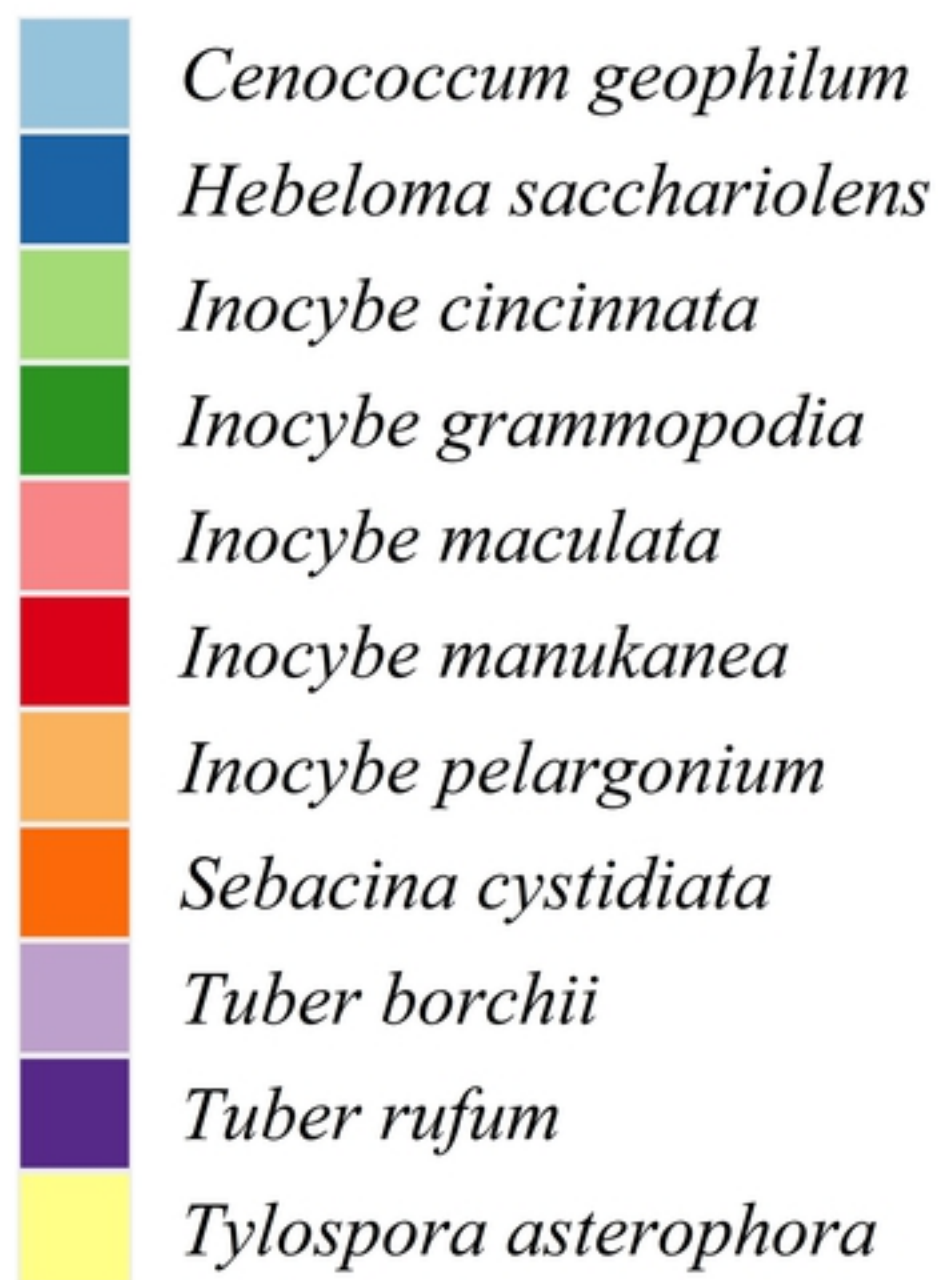 Cenococcum geophilum
Hebeloma sacchariolens
Inocybe cincinnata
Inocybe grammopodia
Inocybe maculata
Inocybe manukanea
Inocybe pelargonium
Sebacina cystidiata
Tuber borchii
Tuber rufum
Tylospora asterophora